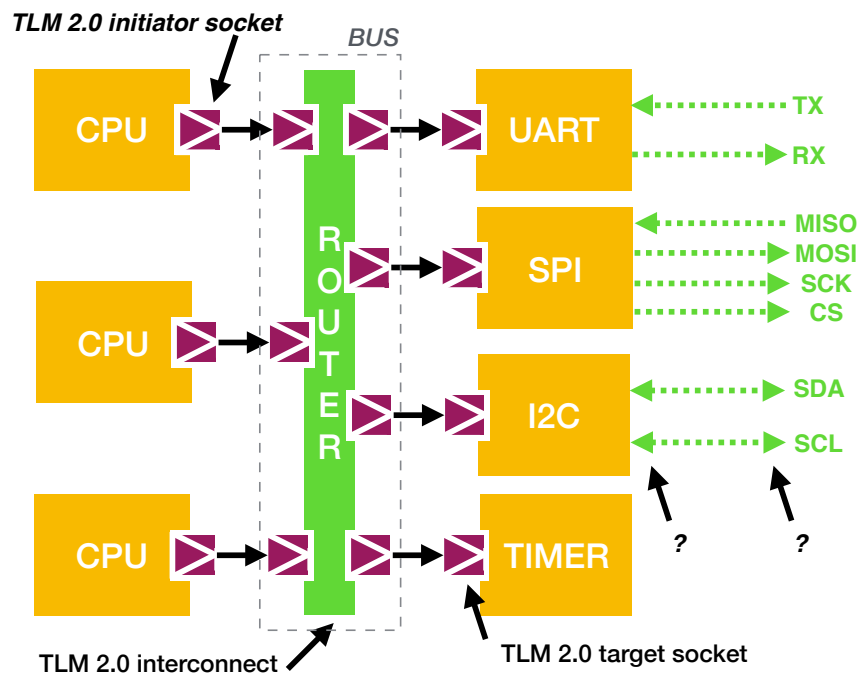 TLM 2.0 initiator socket
BUS
CPU
UART
TX
RX
ROUTER
SPI
MISO
MOSI
SCK
CS
CPU
I2C
SDA
SCL
?
?
CPU
TIMER
TLM 2.0 interconnect
TLM 2.0 target socket